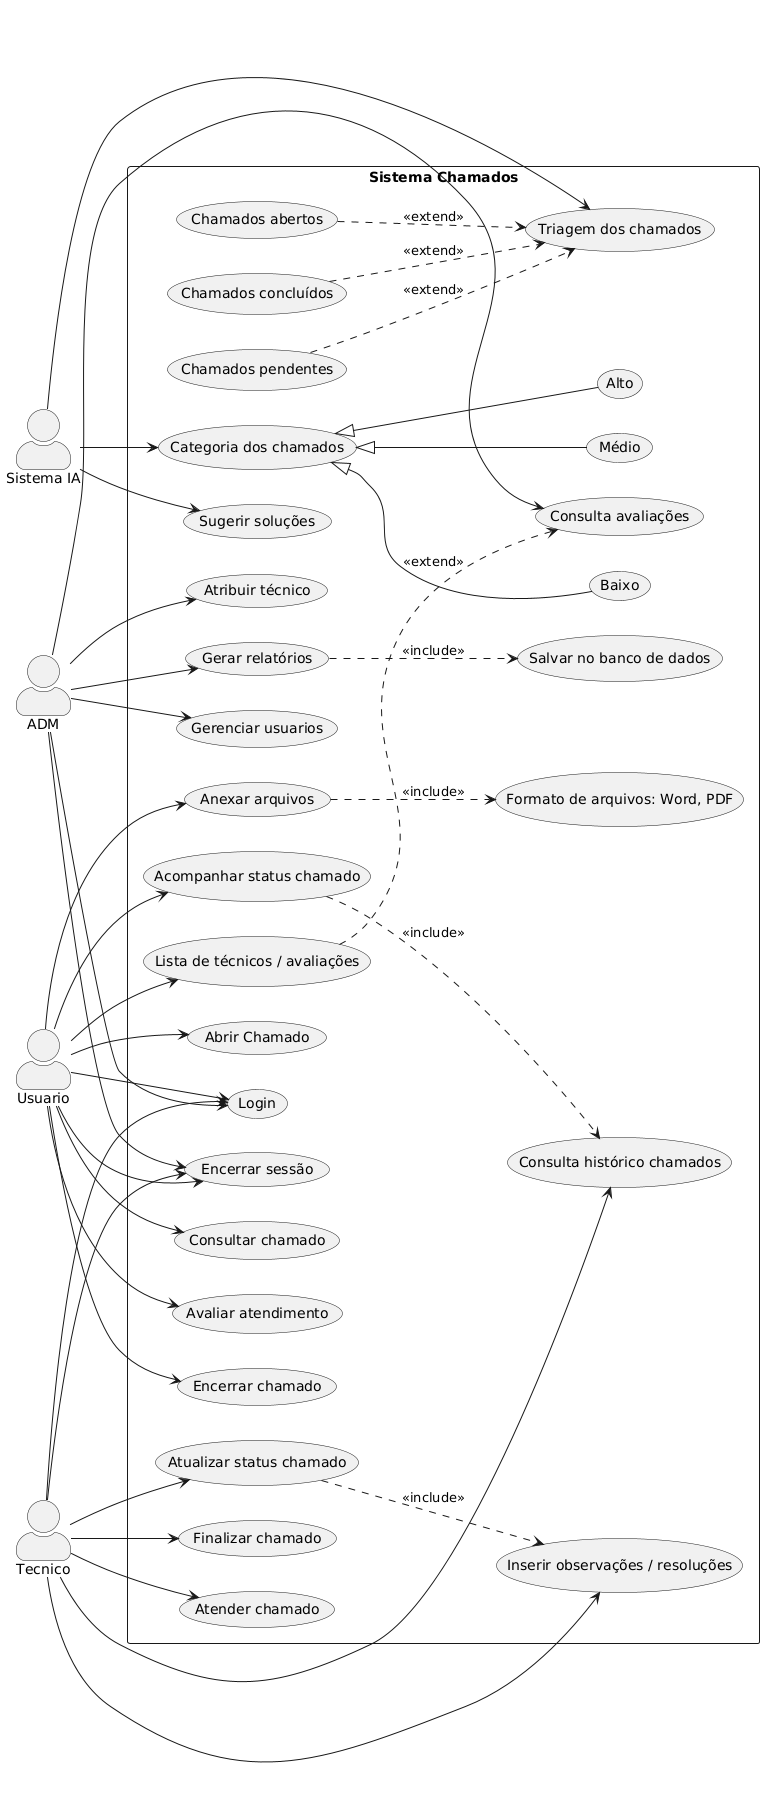 Sistema Chamados
Chamados abertos
«extend»
Triagem dos chamados
Chamados concluídos
«extend»
Chamados pendentes
«extend»
Alto
Categoria dos chamados
Médio
Sistema IA
Sugerir soluções
Consulta avaliações
«extend»
Atribuir técnico
Baixo
Gerar relatórios
«include»
Salvar no banco de dados
ADM
Gerenciar usuarios
Anexar arquivos
«include»
Formato de arquivos: Word, PDF
Acompanhar status chamado
«include»
Lista de técnicos / avaliações
Abrir Chamado
Usuario
Login
Encerrar sessão
Consulta histórico chamados
Consultar chamado
Avaliar atendimento
Encerrar chamado
Atualizar status chamado
«include»
Finalizar chamado
Tecnico
Inserir observações / resoluções
Atender chamado